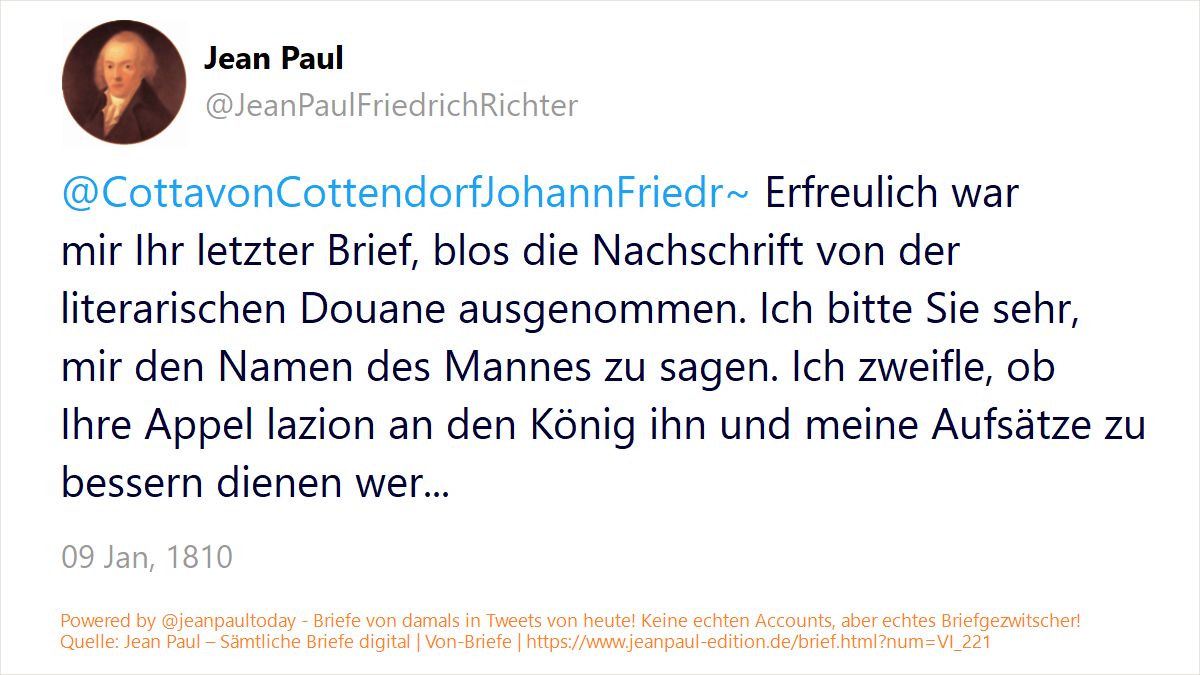 Jean Paul
@JeanPaulFriedrichRichter
@CottavonCottendorfJohannFriedr~ Erfreulich war
mir Ihr letzter Brief, blos die Nachschrift von der
literarischen Douane ausgenommen. Ich bitte Sie sehr,
mir den Namen des Mannes zu sagen. Ich zweifle, ob
Ihre Appel lazion an den König ihn und meine Aufsätze zu
bessern dienen wer...
09 Jan, 1810
Powered by @jeanpaultoday - Briefe von damals in Tweets von heute! Keine echten Accounts, aber echtes Briefgezwitscher!
Quelle: Jean Paul – Sämtliche Briefe digital | Von-Briefe | https://www.jeanpaul-edition.de/brief.html?num=VI_221